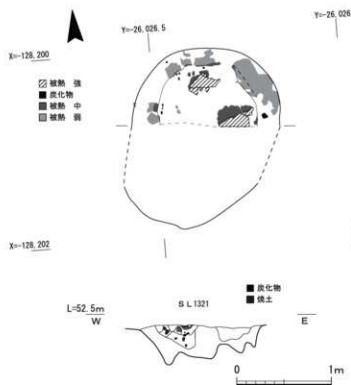 Y=-26,026.5
Y=-26,026
X=-128,200
被熱 強
炭化物
被熱 中
被熱 弱
X=-128,202
炭化物
焼土
SL1321
L=52.5m
W
E
0
1m